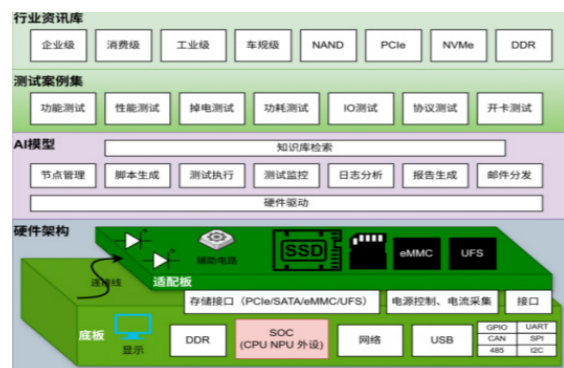 行业资讯库
企业级 消费级 工业级 车规级 NAND PCIe NVMe DDR
测试案例集
功能测试 性能测试 掉电测试 功耗测试 IO测试 协议测试 开卡测试
AI模型
知识库检索
节点管理 脚本生成 测试执行 测试监控 日志分析 报告生成 邮件分发
硬件驱动
硬件架构
辅助电路 SSD eMMC UFS
连接线 适配板
存储接口（PCIe/SATA/eMMC/UFS） 电源控制、电流采集 接口
底板 显示 DDR SOC
(CPU NPU 外设) 网络 USB
GPIO UART
CAN SPI
485 I2C